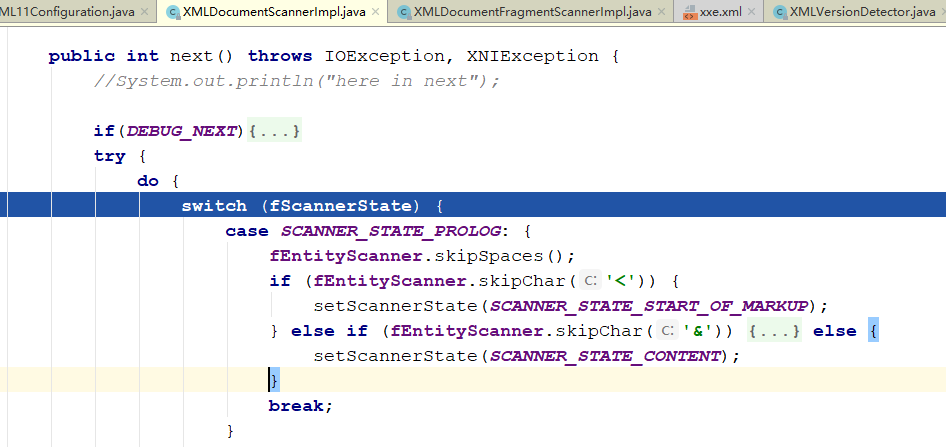 ML11Configuration.java × XMLDocumentScannerImpl.java × XMLDocumentFragmentScannerImpl.java × xxe.xml × XMLVersionDetector.java
public int next() throws IOException, XNIException {
//System.out.println("here in next");
if(DEBUG_NEXT){...}
try {
do {
switch (fScannerState) {
case SCANNER_STATE_PROLOG: {
fEntityScanner.skipSpaces();
if (fEntityScanner.skipChar( c: '<')) {
setScannerState(SCANNER_STATE_START_OF_MARKUP);
} else if (fEntityScanner.skipChar( c: '&')) {...} else {
setScannerState(SCANNER_STATE_CONTENT);
}
break;
}